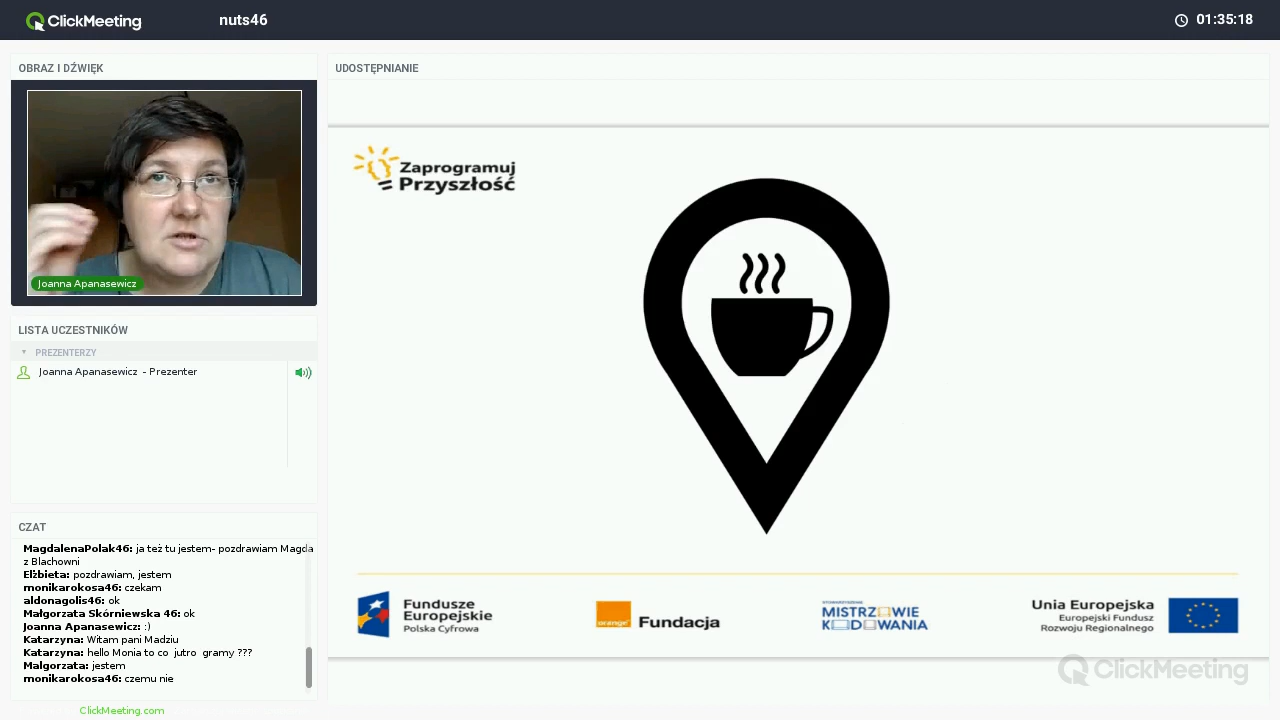 ClickMeeting
nuts46
01:35:18
OBRAZ I DŹWIĘK
Joanna Apanasewicz
LISTA UCZESTNIKÓW
PREZENTERZY
Joanna Apanasewicz - Prezenter
CZAT
MagdalenaPolak46: ja też tu jestem- pozdrawiam Magda
z Blachowni
Elżbieta: pozdrawiam, jestem
monikarokosa46: czekam
aldonagolis46: ok
Małgorzata Skórniewska 46: ok
Joanna Apanasewicz: :)
Katarzyna: Witam pani Madziu
Katarzyna: hello Monia to co jutro gramy ???
Malgorzata: jestem
monikarokosa46: czemu nie
ClickMeeting.com
UDOSTĘPNIANIE
Zaprogramuj
Przyszłość
Fundusze
Europejskie
Polska Cyfrowa
orange
Fundacja
STOWARZYSZENIE
MISTRZOWIE
KODOWANIA
Unia Europejska
Europejski Fundusz
Rozwoju Regionalnego
ClickMeeting